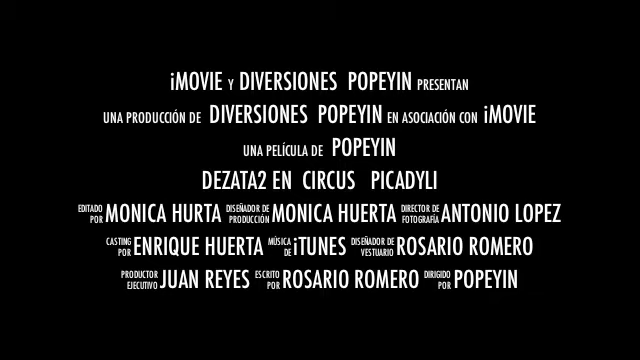 iMOVIE Y DIVERSIONES POPEYIN PRESENTAN
UNA PRODUCCIÓN DE DIVERSIONES POPEYIN EN ASOCIACIÓN CON iMOVIE
UNA PELÍCULA DE POPEYIN
DEZATA2 EN CIRCUS PICADYLI
EDITADO POR MONICA HURTA DISEÑADOR DE PRODUCCIÓN MONICA HUERTA DIRECTOR DE FOTOGRAFÍA ANTONIO LOPEZ
CASTING POR ENRIQUE HUERTA MÚSICA DE iTUNES DISEÑADOR DE VESTUARIO ROSARIO ROMERO
PRODUCTOR EJECUTIVO JUAN REYES ESCRITO POR ROSARIO ROMERO DIRIGIDO POR POPEYIN